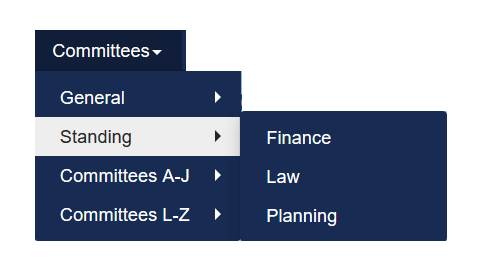 Committees
General
Standing
Committees A-J
Committees L-Z
Finance
Law
Planning